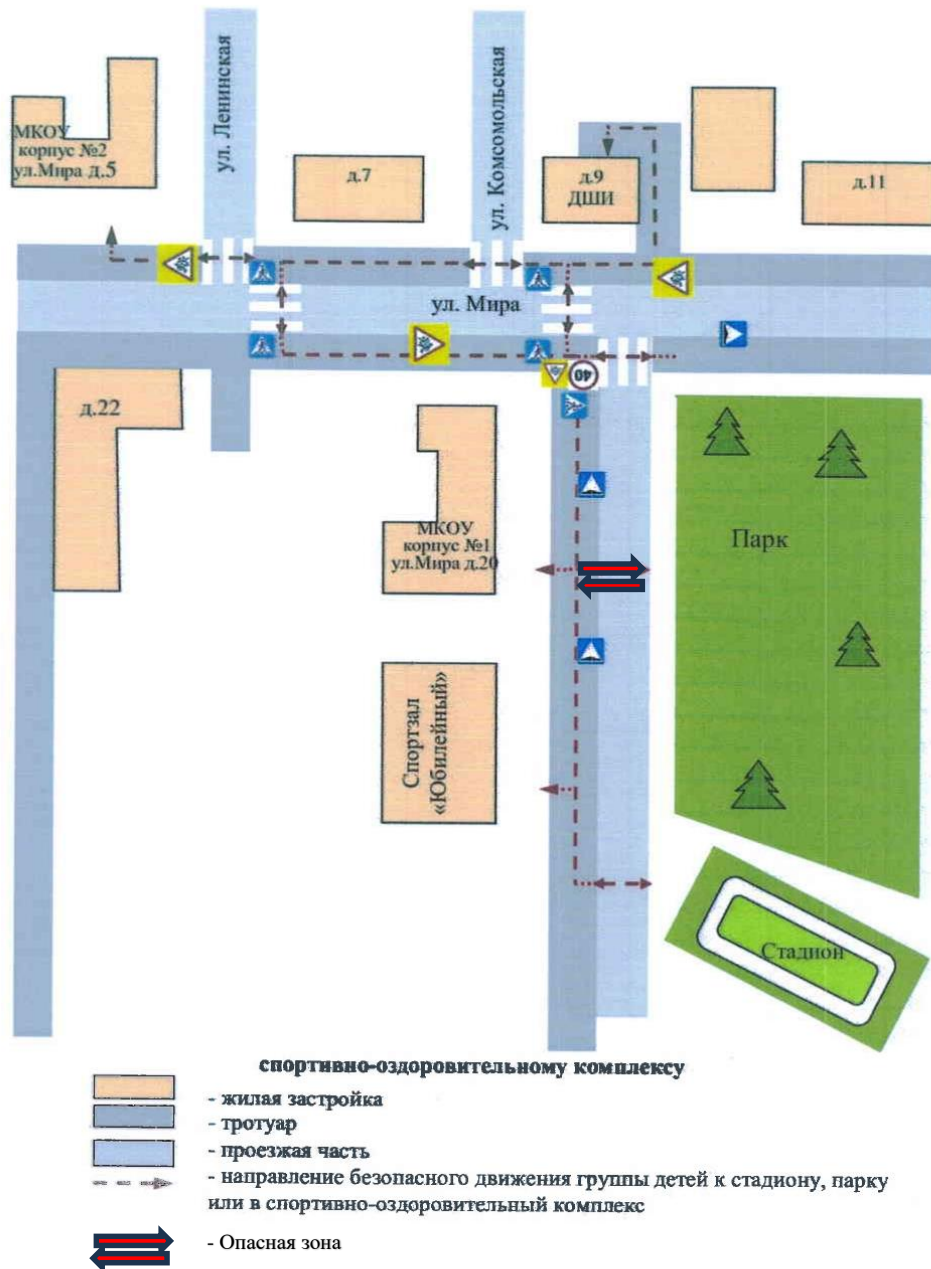 ул. Ленинская
ул. Комсомольская
МКОУ
корпус №2
ул.Мира д.5
д.7
д.9
ДШИ
д.11
ул. Мира
40
д.22
МКОУ
корпус №1
ул.Мира д.20
Парк
Спортзал
«Юбилейный»
Стадион
спортивно-оздоровительному комплексу
- жилая застройка
- тротуар
- проезжая часть
- направление безопасного движения группы детей к стадиону, парку
или в спортивно-оздоровительный комплекс
- Опасная зона